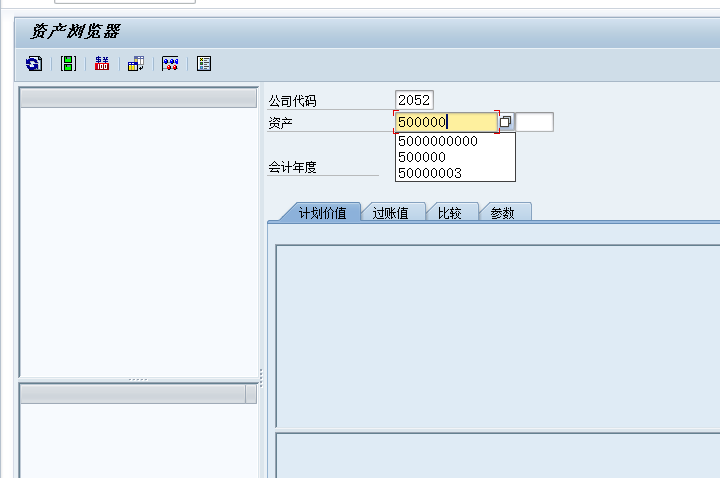 资产浏览器
公司代码 2052
资产 500000
5000000000
500000
50000003
会计年度
计划价值 过账值 比较 参数